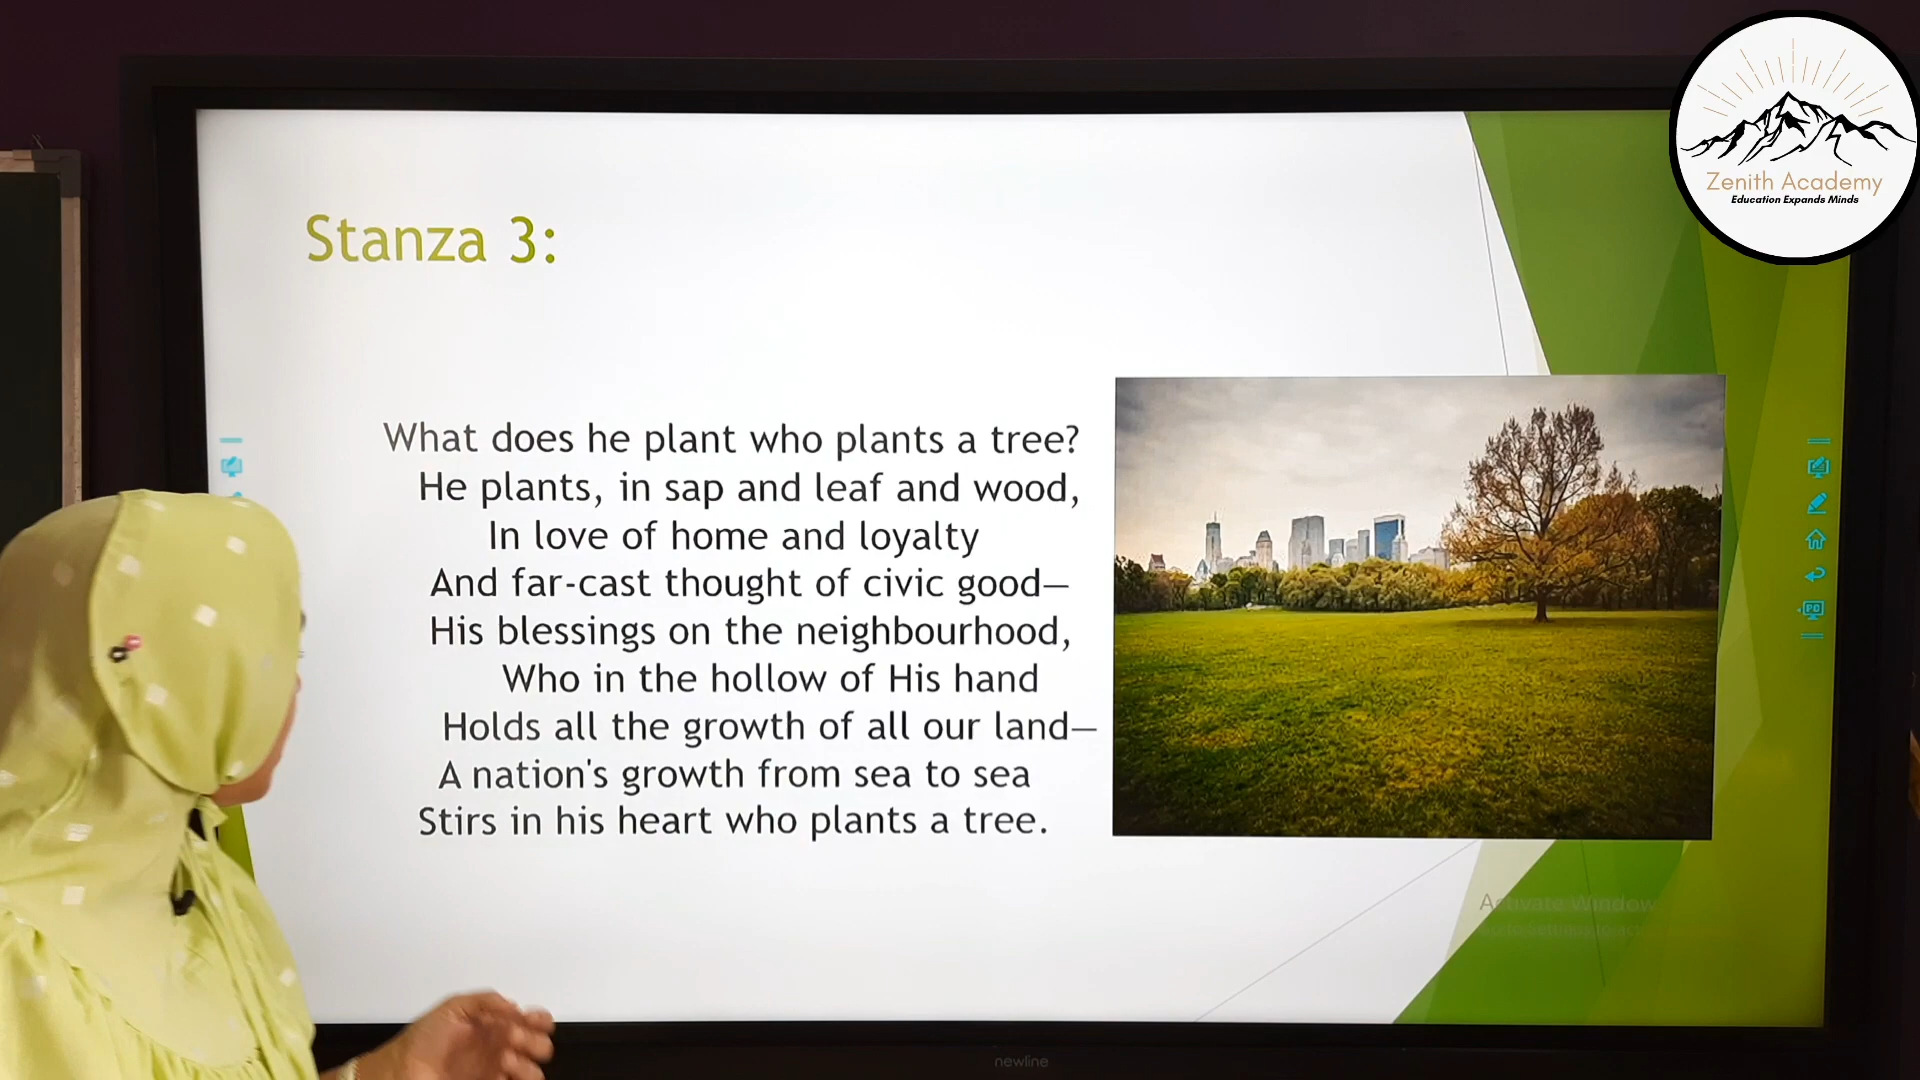 Zenith Academy
Education Expands Minds
Stanza 3:
What does he plant who plants a tree?
He plants, in sap and leaf and wood,
In love of home and loyalty
And far-cast thought of civic good—
His blessings on the neighbourhood,
Who in the hollow of His hand
Holds all the growth of all our land—
A nation's growth from sea to sea
Stirs in his heart who plants a tree.
PD
Activate Window
newline